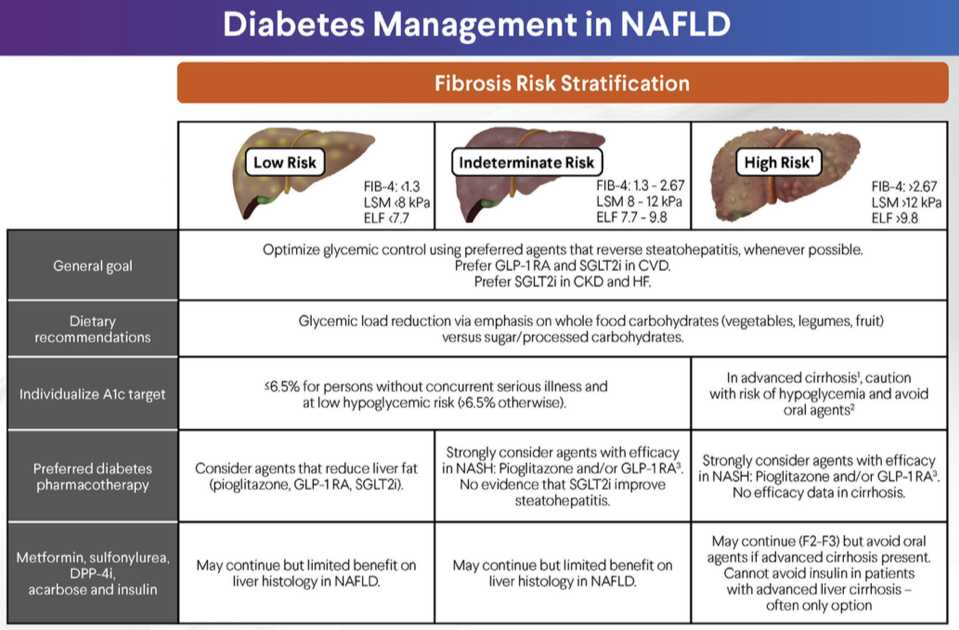 Diabetes Management in NAFLD
Fibrosis Risk Stratification
Low Risk
FIB-4: <1.3
LSM <8 kPa
ELF <7.7
Indeterminate Risk
FIB-4: 1.3 - 2.67
LSM 8 - 12 kPa
ELF 7.7 - 9.8
High Risk¹
FIB-4: >2.67
LSM >12 kPa
ELF >9.8
General goal
Optimize glycemic control using preferred agents that reverse steatohepatitis, whenever possible.
Prefer GLP-1 RA and SGLT2i in CVD.
Prefer SGLT2i in CKD and HF.
Dietary
recommendations
Glycemic load reduction via emphasis on whole food carbohydrates (vegetables, legumes, fruit)
versus sugar/processed carbohydrates.
Individualize A1c target
≤6.5% for persons without concurrent serious illness and
at low hypoglycemic risk (>6.5% otherwise).
In advanced cirrhosis¹, caution
with risk of hypoglycemia and avoid
oral agents²
Preferred diabetes
pharmacotherapy
Consider agents that reduce liver fat
(pioglitazone, GLP-1 RA, SGLT2i).
Strongly consider agents with efficacy
in NASH: Pioglitazone and/or GLP-1 RA³.
No evidence that SGLT2i improve
steatohepatitis.
Strongly consider agents with efficacy
in NASH: Pioglitazone and/or GLP-1 RA³.
No efficacy data in cirrhosis.
Metformin, sulfonylurea,
DPP-4i,
acarbose and insulin
May continue but limited benefit on
liver histology in NAFLD.
May continue but limited benefit on
liver histology in NAFLD.
May continue (F2-F3) but avoid oral
agents if advanced cirrhosis present.
Cannot avoid insulin in patients
with advanced liver cirrhosis –
often only option